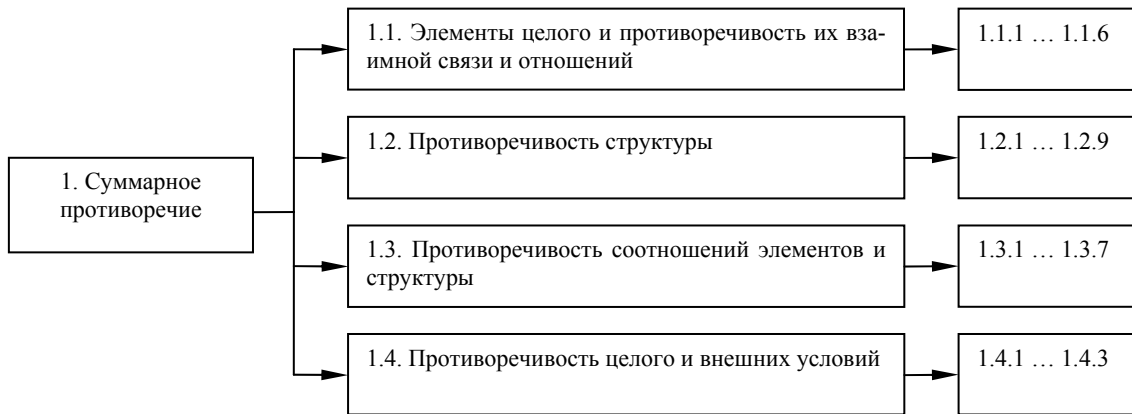 1. Суммарное
противоречие
1.1. Элементы целого и противоречивость их вза-
имной связи и отношений
1.1.1 … 1.1.6
1.2. Противоречивость структуры
1.2.1 … 1.2.9
1.3. Противоречивость соотношений элементов и
структуры
1.3.1 … 1.3.7
1.4. Противоречивость целого и внешних условий
1.4.1 … 1.4.3